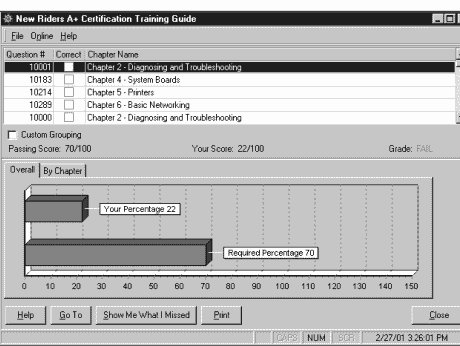 New Riders A+ Certification Training Guide
File Online Help
Question # Correct Chapter Name
10001 Chapter 2 - Diagnosing and Troubleshooting
10183 Chapter 4 - System Boards
10214 Chapter 5 - Printers
10289 Chapter 6 - Basic Networking
10000 Chapter 2 - Diagnosing and Troubleshooting
Custom Grouping
Passing Score: 70/100 Your Score: 22/100 Grade: FAIL
Overall By Chapter
Your Percentage 22
Required Percentage 70
0 10 20 30 40 50 60 70 80 90 100 110 120 130 140 150
Help Go To Show Me What I Missed Print Close
CAPS NUM SCR 2/27/01 3:26:01 PM